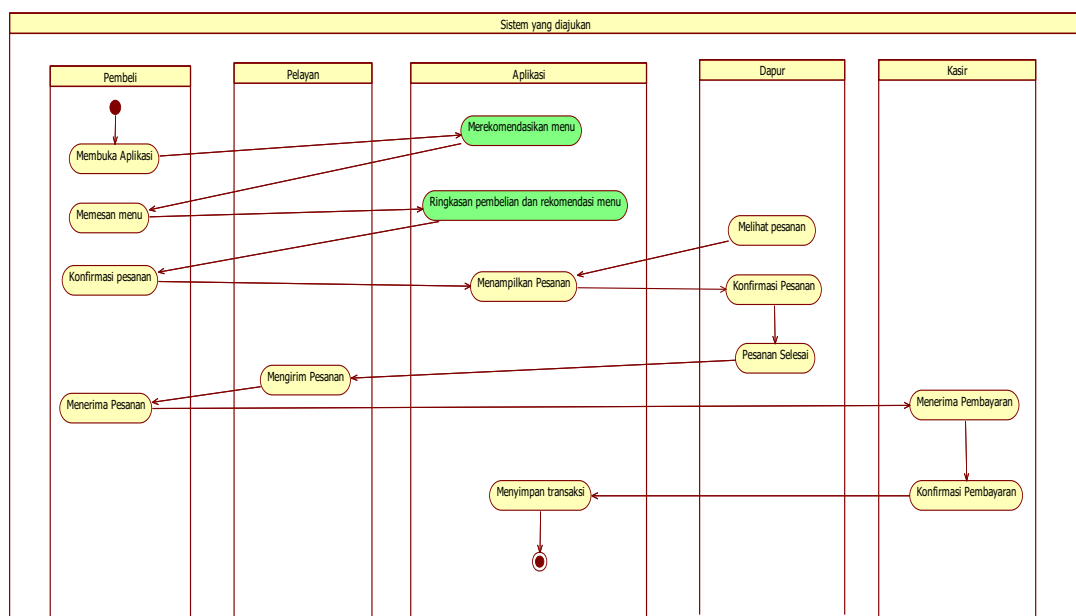 Sistem yang diajukan
Pembeli
Pelayan
Aplikasi
Dapur
Kasir
Merekomendasikan menu
Membuka Aplikasi
Ringkasan pembelian dan rekomendasi menu
Memesan menu
Melihat pesanan
Konfirmasi pesanan
Menampilkan Pesanan
Konfirmasi Pesanan
Pesanan Selesai
Mengirim Pesanan
Menerima Pesanan
Menerima Pembayaran
Menyimpan transaksi
Konfirmasi Pembayaran